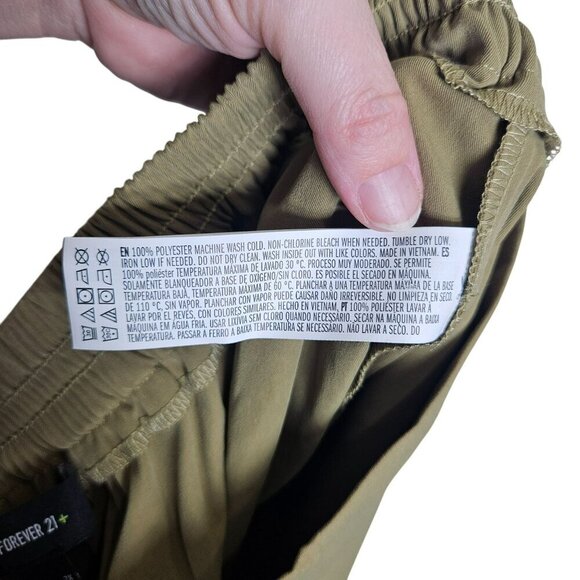 EN 100% POLYESTER MACHINE WASH COLD. NON-CHLORINE BLEACH WHEN NEEDED. TUMBLE DRY LOW.
IRON LOW IF NEEDED. DO NOT DRY CLEAN. WASH INSIDE OUT WITH LIKE COLORS. MADE IN VIETNAM. ES
100% poliéster TEMPERATURA MÁXIMA DE LAVADO 30 °C. PROCESO MUY MODERADO. SE PERMITE
SOLAMENTE BLANQUEADOR A BASE DE OXÍGENO/SIN CLORO. ES POSIBLE EL SECADO EN MÁQUINA.
TEMPERATURA BAJA, TEMPERATURA MÁXIMA DE 60 °C. PLANCHAR A UNA TEMPERATURA MÁXIMA DE LA BASE
DE 110 °C, SIN VAPOR. PLANCHAR CON VAPOR PUEDE CAUSAR DAÑO IRREVERSIBLE. NO LIMPIEZA EN SECO.
LAVAR POR EL REVÉS, CON COLORES SIMILARES. HECHO EN VIETNAM, PT 100% POLIÉSTER LAVAR À
MÁQUINA EM ÁGUA FRIA. USAR LIXIVIA SEM CLORO QUANDO NECESSÁRIO. SECAR NA MÁQUINA A BAIXA
TEMPERATURA. PASSAR A FERRO A BAIXA TEMPERATURA SE NECESSÁRIO. NÃO LAVAR A SÊCO. DO
FOREVER 21+